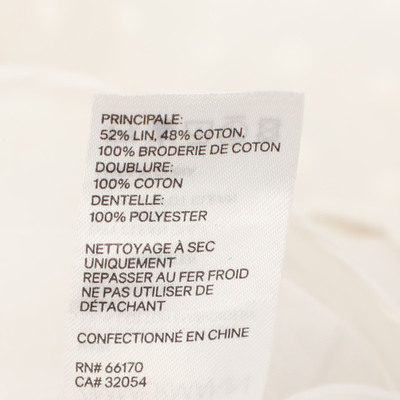 PRINCIPALE:
52% LIN, 48% COTON,
100% BRODERIE DE COTON
DOUBLURE:
100% COTON
DENTELLE:
100% POLYESTER
NETTOYAGE À SEC
UNIQUEMENT
REPASSER AU FER FROID
NE PAS UTILISER DE
DÉTACHANT
CONFECTIONNÉ EN CHINE
RN# 66170
CA# 32054